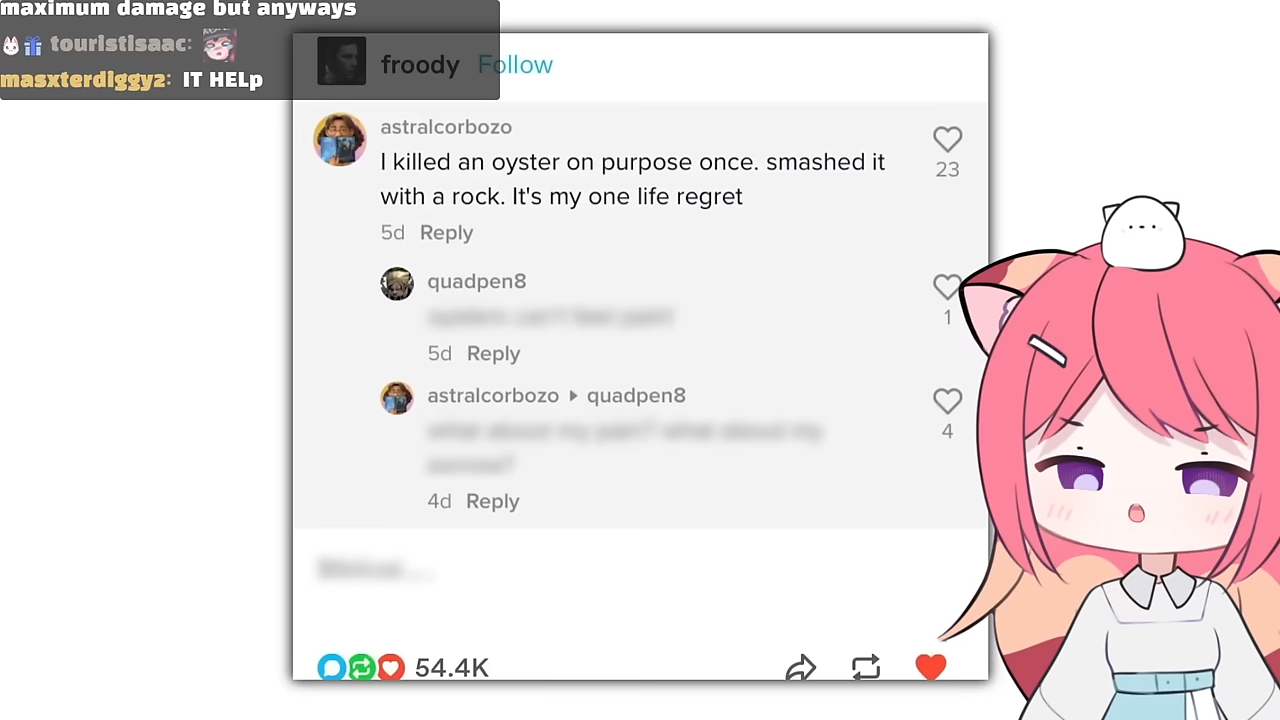 maximum damage but anyways
touristisaac:
masxterdiggy2: IT HELp
froody Follow
astralcorbozo
I killed an oyster on purpose once. smashed it
with a rock. It's my one life regret
23
5d Reply
quadpen8
1
5d Reply
astralcorbozo quadpen8
4
4d Reply
54.4K